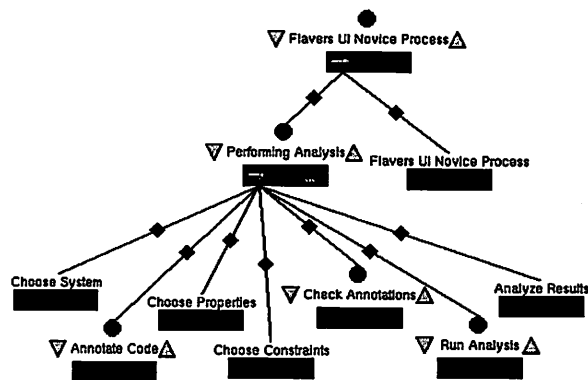 Flavers UI Novice Process
Performing Analysis
Flavers UI Novice Process
Choose System
Choose Properties
Check Annotations
Analyze Results
Annotate Code
Choose Constraints
Run Analysis